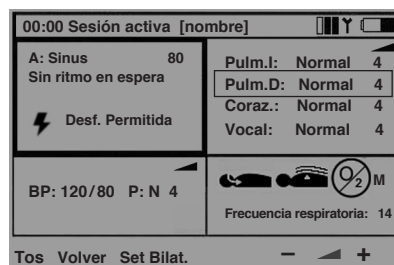 00:00 Sesión activa [nombre]
A: Sinus 80
Sin ritmo en espera
Desf. Permitida
Pulm.I: Normal 4
Pulm.D: Normal 4
Coraz.: Normal 4
Vocal: Normal 4
BP: 120/80 P: N 4
O2 M
Frecuencia respiratoria: 14
Tos Volver Set Bilat. − +